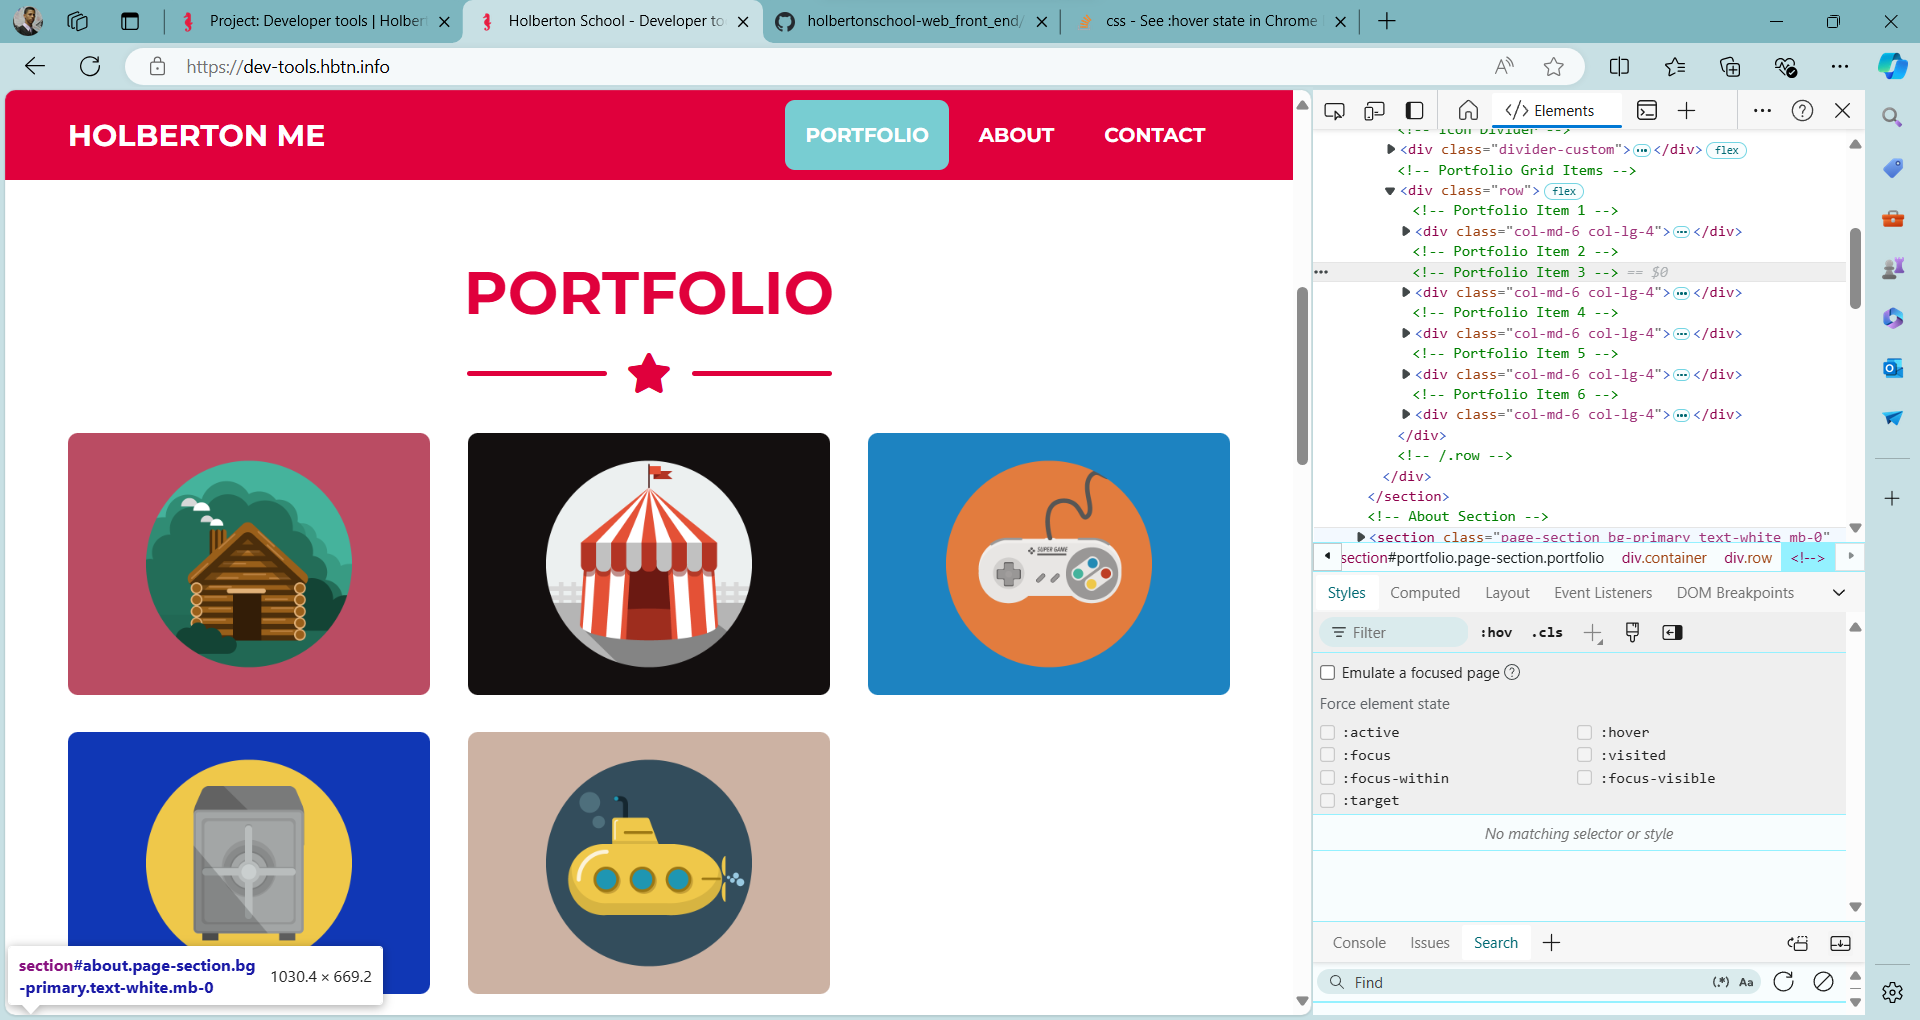 Project: Developer tools | Holbert
Holberton School - Developer to
holbertonschool-web_front_end/
css - See :hover state in Chrome
https://dev-tools.hbtn.info
HOLBERTON ME
PORTFOLIO
ABOUT
CONTACT
PORTFOLIO
SUPER GAME
section#about.page-section.bg
-primary.text-white.mb-0
1030.4 × 669.2
Elements
<!-- Icon Divider -->
<div class="divider-custom"> ••• </div> flex
<!-- Portfolio Grid Items -->
<div class="row"> flex
<!-- Portfolio Item 1 -->
<div class="col-md-6 col-lg-4"> ••• </div>
<!-- Portfolio Item 2 -->
<!-- Portfolio Item 3 --> == $0
<div class="col-md-6 col-lg-4"> ••• </div>
<!-- Portfolio Item 4 -->
<div class="col-md-6 col-lg-4"> ••• </div>
<!-- Portfolio Item 5 -->
<div class="col-md-6 col-lg-4"> ••• </div>
<!-- Portfolio Item 6 -->
<div class="col-md-6 col-lg-4"> ••• </div>
</div>
<!-- /.row -->
</div>
</section>
<!-- About Section -->
<section class="page-section bg-primary text-white mb-0"
section#portfolio.page-section.portfolio div.container div.row <!-->
Styles Computed Layout Event Listeners DOM Breakpoints
Filter :hov .cls
Emulate a focused page
Force element state
:active :hover
:focus :visited
:focus-within :focus-visible
:target
No matching selector or style
Console Issues Search
Find (.*) Aa